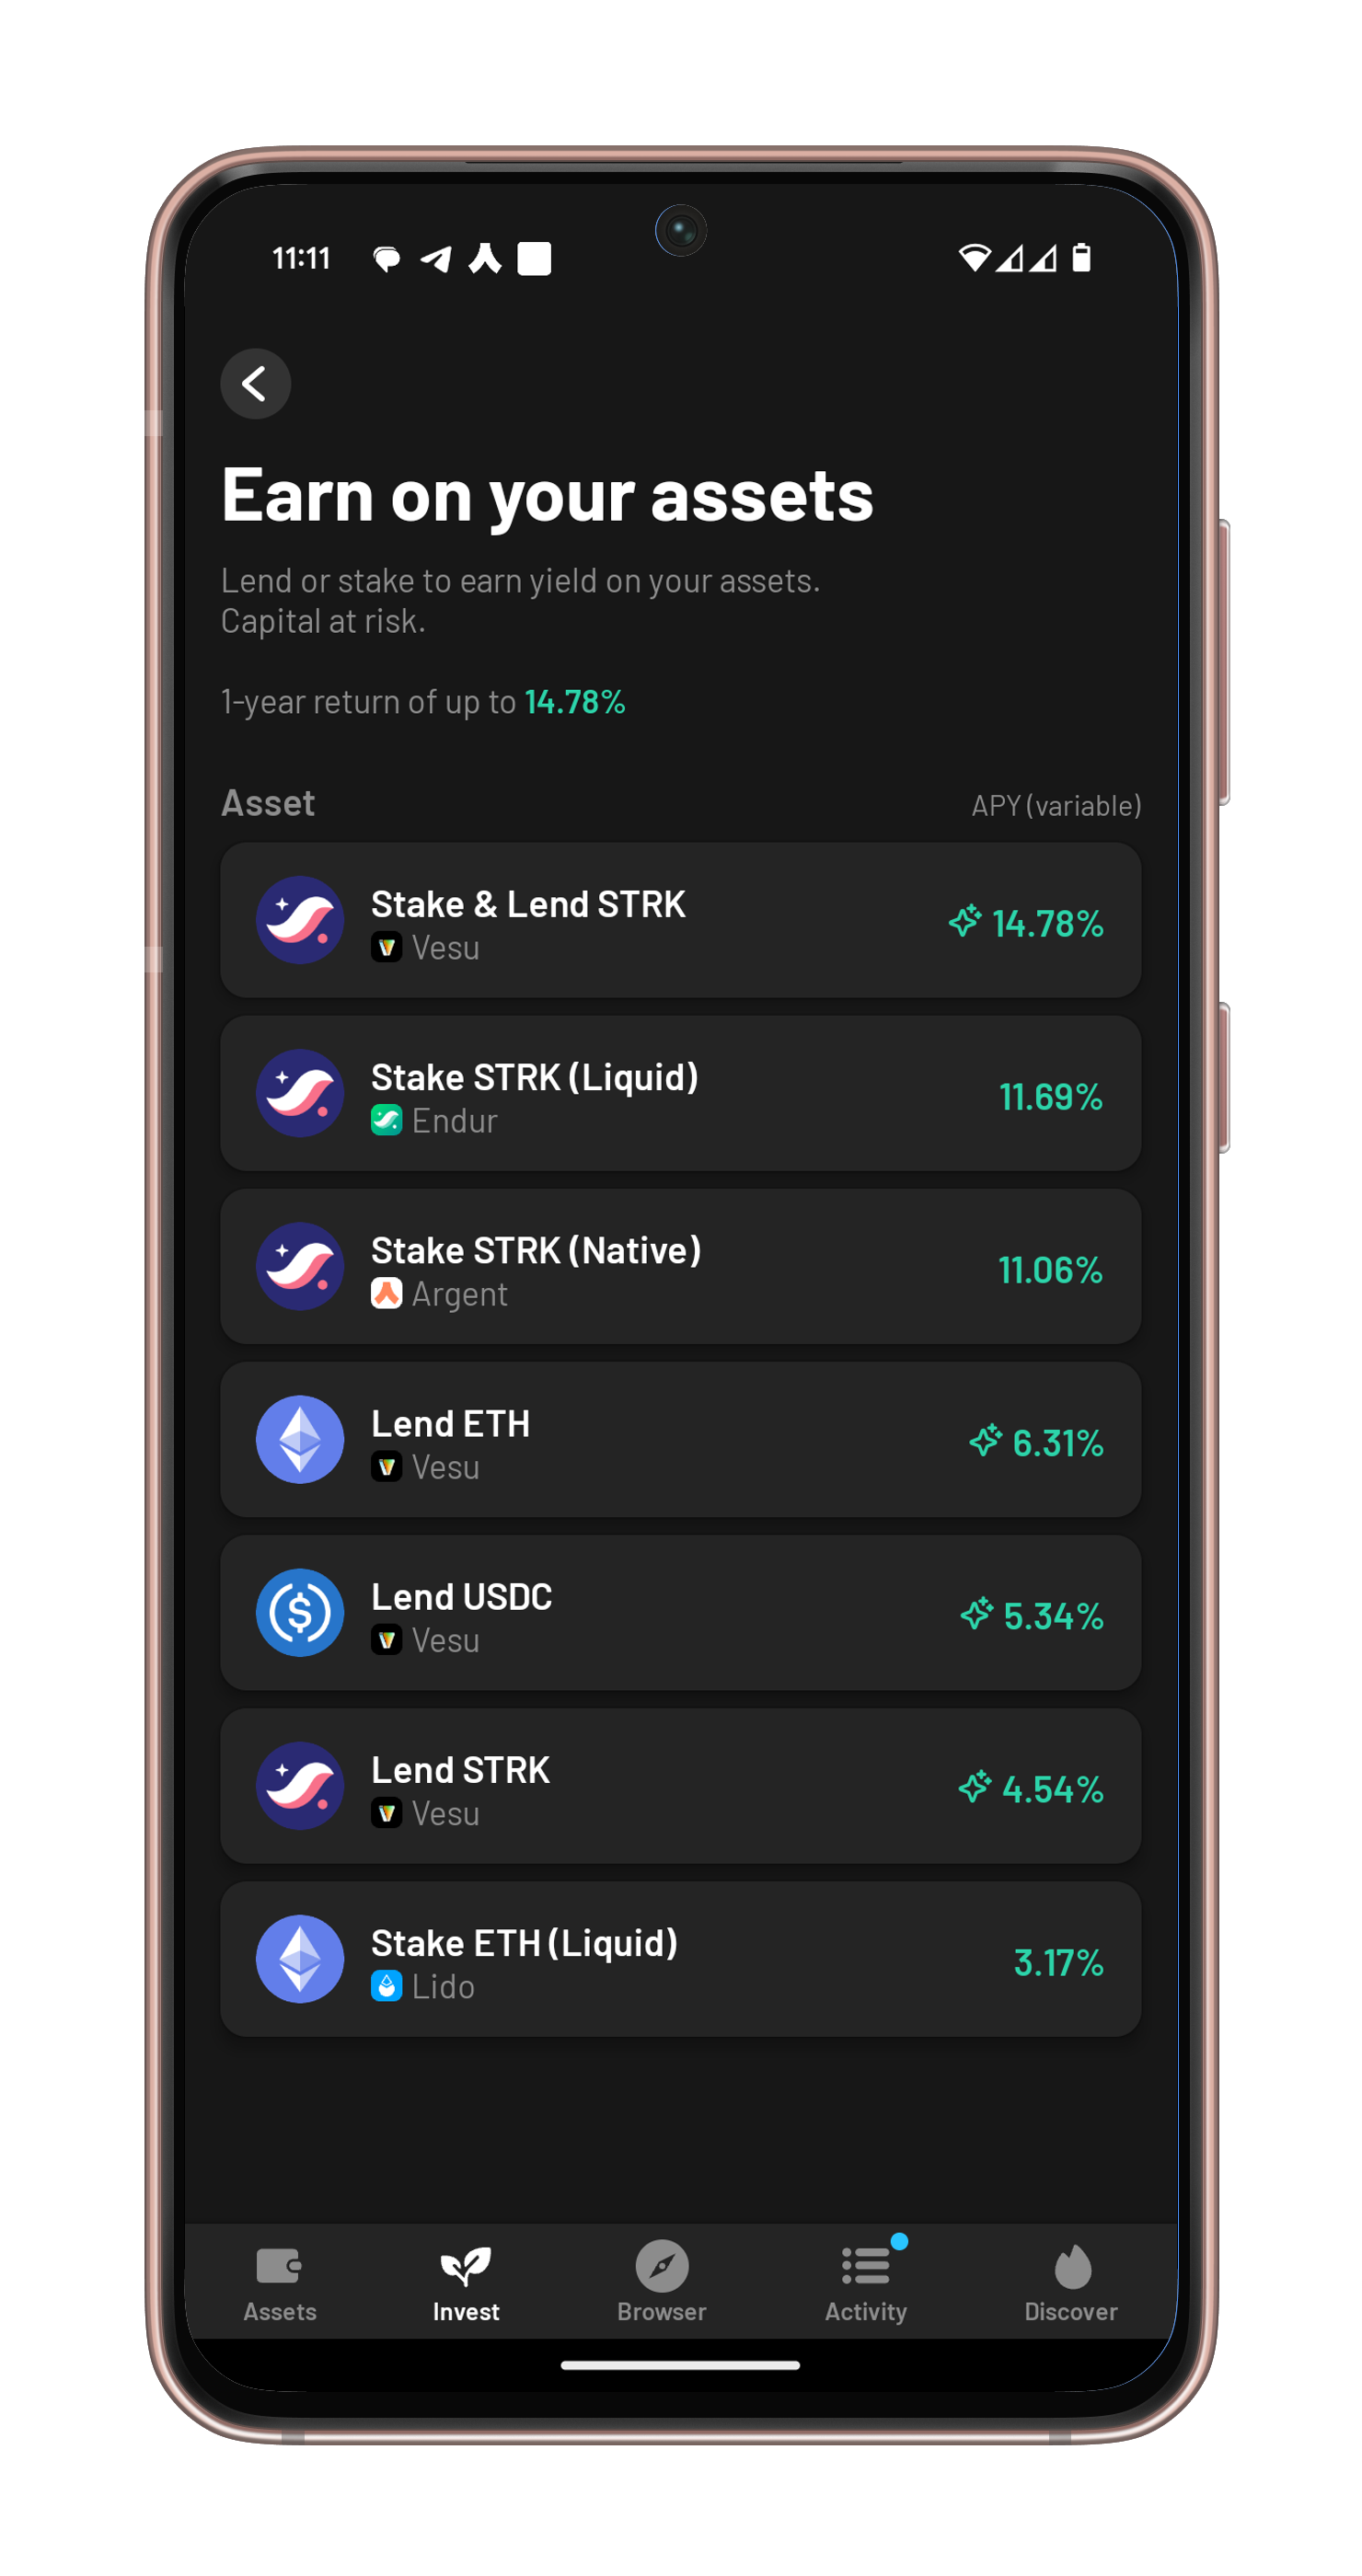 11:11
Earn on your assets
Lend or stake to earn yield on your assets.
Capital at risk.
1-year return of up to 14.78%
Asset
APY (variable)
Stake & Lend STRK
Vesu
14.78%
Stake STRK (Liquid)
Endur
11.69%
Stake STRK (Native)
Argent
11.06%
Lend ETH
Vesu
6.31%
Lend USDC
Vesu
5.34%
Lend STRK
Vesu
4.54%
Stake ETH (Liquid)
Lido
3.17%
Assets
Invest
Browser
Activity
Discover